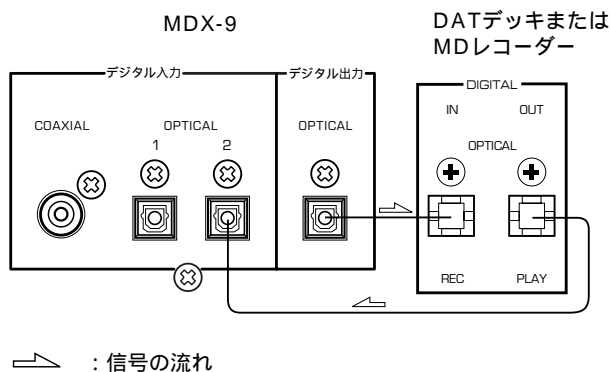 MDX-9
DATデッキまたは
MDレコーダー
デジタル入力
デジタル出力
DIGITAL
COAXIAL
OPTICAL
1
2
OPTICAL
IN
OUT
OPTICAL
REC
PLAY
：信号の流れ